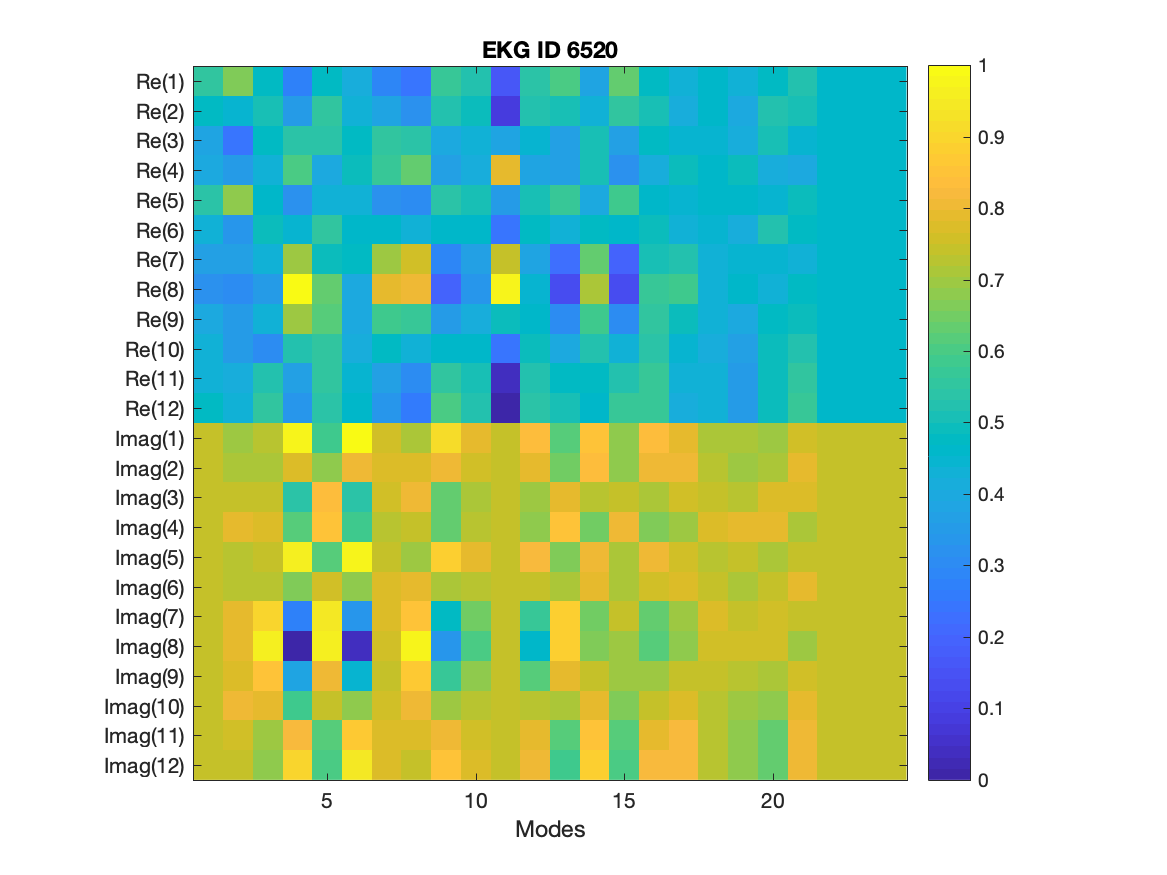 EKG ID 6520
Re(1)
Re(2)
Re(3)
Re(4)
Re(5)
Re(6)
Re(7)
Re(8)
Re(9)
Re(10)
Re(11)
Re(12)
Imag(1)
Imag(2)
Imag(3)
Imag(4)
Imag(5)
Imag(6)
Imag(7)
Imag(8)
Imag(9)
Imag(10)
Imag(11)
Imag(12)
5 10 15 20
Modes
1
0.9
0.8
0.7
0.6
0.5
0.4
0.3
0.2
0.1
0